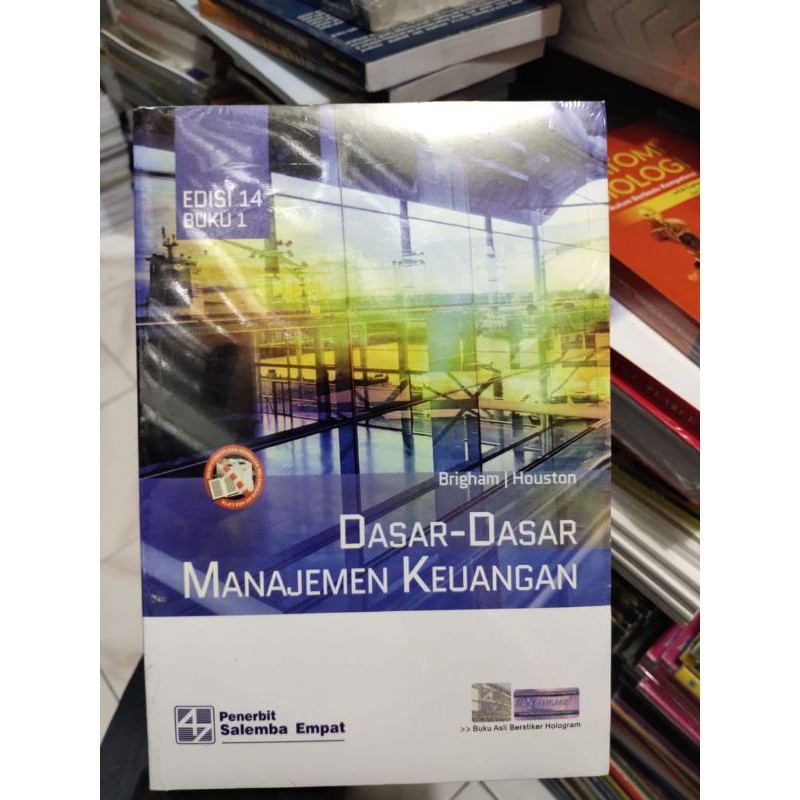 EDISI 14
BUKU 1
Brigham | Houston
DASAR-DASAR
MANAJEMEN KEUANGAN
Penerbit
Salemba Empat
>> Buku Asli Berstiker Hologram